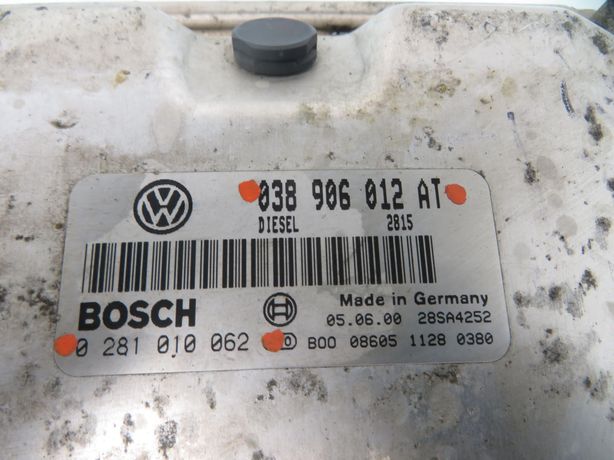 038 906 012 AT
DIESEL 2815
BOSCH
Made in Germany
05.06.00 28SA4252
0 281 010 062 B00 08605 1128 0380